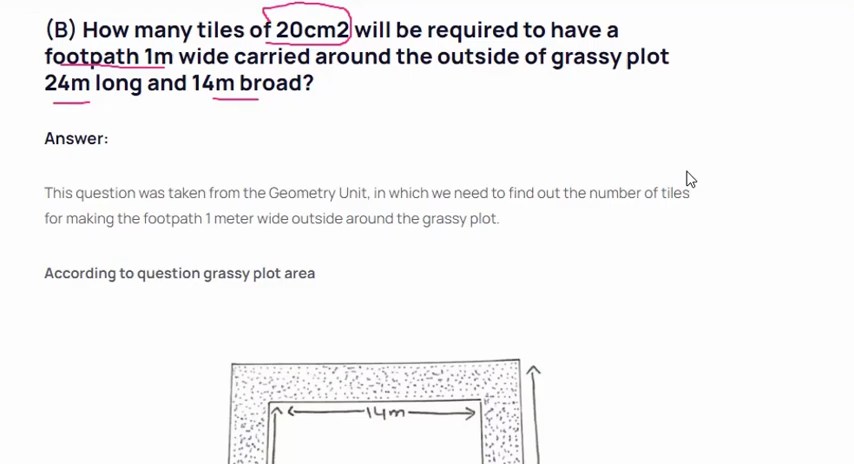 (B) How many tiles of 20cm2 will be required to have a
footpath 1m wide carried around the outside of grassy plot
24m long and 14m broad?
Answer:
This question was taken from the Geometry Unit, in which we need to find out the number of tiles
for making the footpath 1 meter wide outside around the grassy plot.
According to question grassy plot area
14m